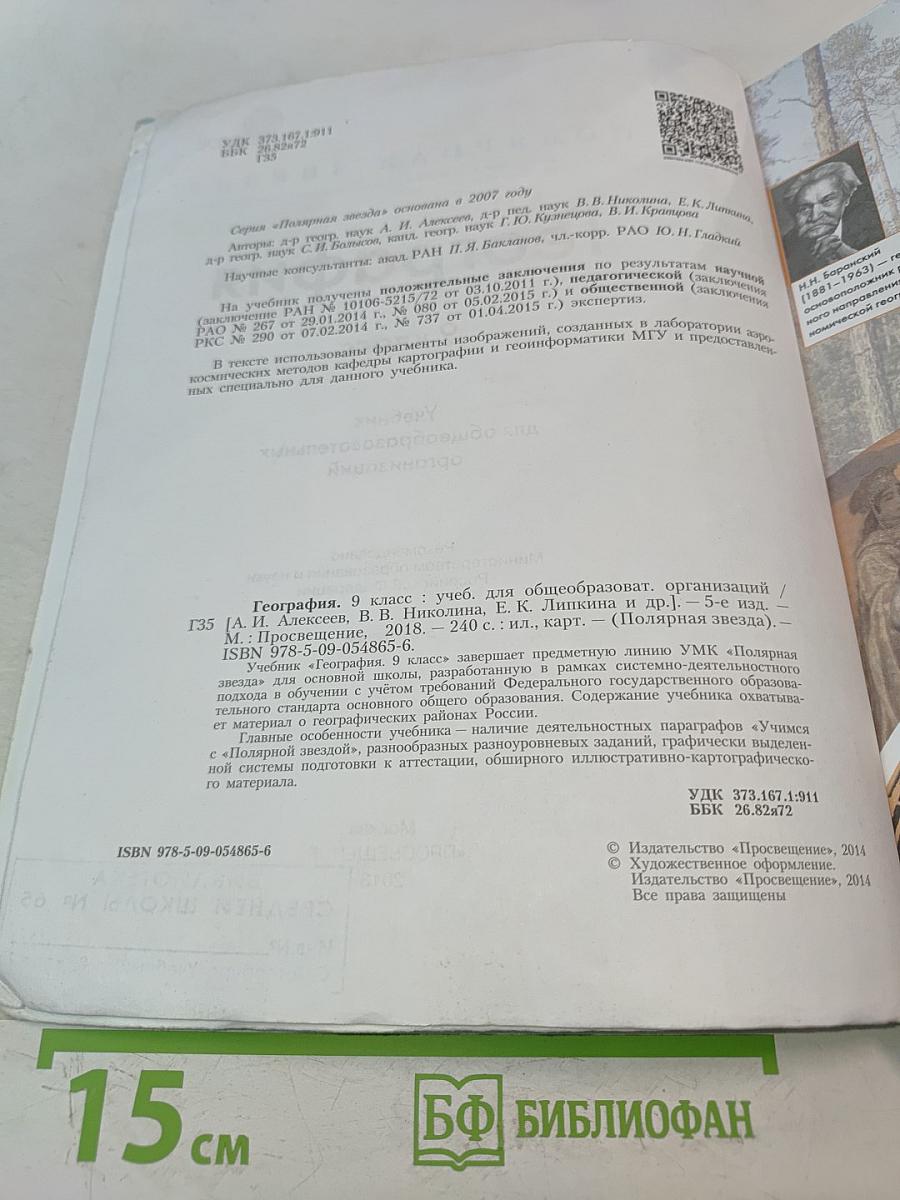 УДК 373.167.1:911
ББК 26.82я72
Г35
Серия «Полярная звезда» основана в 2007 году
Авторы: д-р геогр. наук А. И. Алексеев, д-р пед. наук В. В. Николина, Е. К. Липкина,
д-р геогр. наук С. И. Болысов, канд. геогр. наук Г. Ю. Кузнецова, В. И. Кравцова
Научные консультанты: акад. РАН П. Я. Бакланов, чл.-корр. РАО Ю. Н. Гладкий
На учебник получены положительные заключения по результатам научной
(заключение РАН № 10106-5215/72 от 03.10.2011 г.), педагогической (заключения
РАО № 267 от 29.01.2014 г., № 080 от 05.02.2015 г.) и общественной (заключения
РКС № 290 от 07.02.2014 г., № 737 от 01.04.2015 г.) экспертиз.
В тексте использованы фрагменты изображений, созданных в лаборатории аэро-
космических методов кафедры картографии и геоинформатики МГУ и предоставлен-
ных специально для данного учебника.
География. 9 класс : учеб. для общеобразоват. организаций /
Г35 [А. И. Алексеев, В. В. Николина, Е. К. Липкина и др.]. — 5-е изд. —
М. : Просвещение, 2018. — 240 с. : ил., карт. — (Полярная звезда). —
ISBN 978-5-09-054865-6.
Учебник «География. 9 класс» завершает предметную линию УМК «Полярная
звезда» для основной школы, разработанную в рамках системно-деятельностного
подхода в обучении с учётом требований Федерального государственного образова-
тельного стандарта основного общего образования. Содержание учебника охватыва-
ет материал о географических районах России.
Главные особенности учебника — наличие деятельностных параграфов «Учимся
с «Полярной звездой», разнообразных разноуровневых заданий, графически выделен-
ной системы подготовки к аттестации, обширного иллюстративно-картографическо-
го материала.
УДК 373.167.1:911
ББК 26.82я72
ISBN 978-5-09-054865-6
© Издательство «Просвещение», 2014
© Художественное оформление.
Издательство «Просвещение», 2014
Все права защищены
Н.Н. Баранский
(1881–1963) — ге
основоположник р
ного направления
номической геог
15 см
БФ БИБЛИОФАН